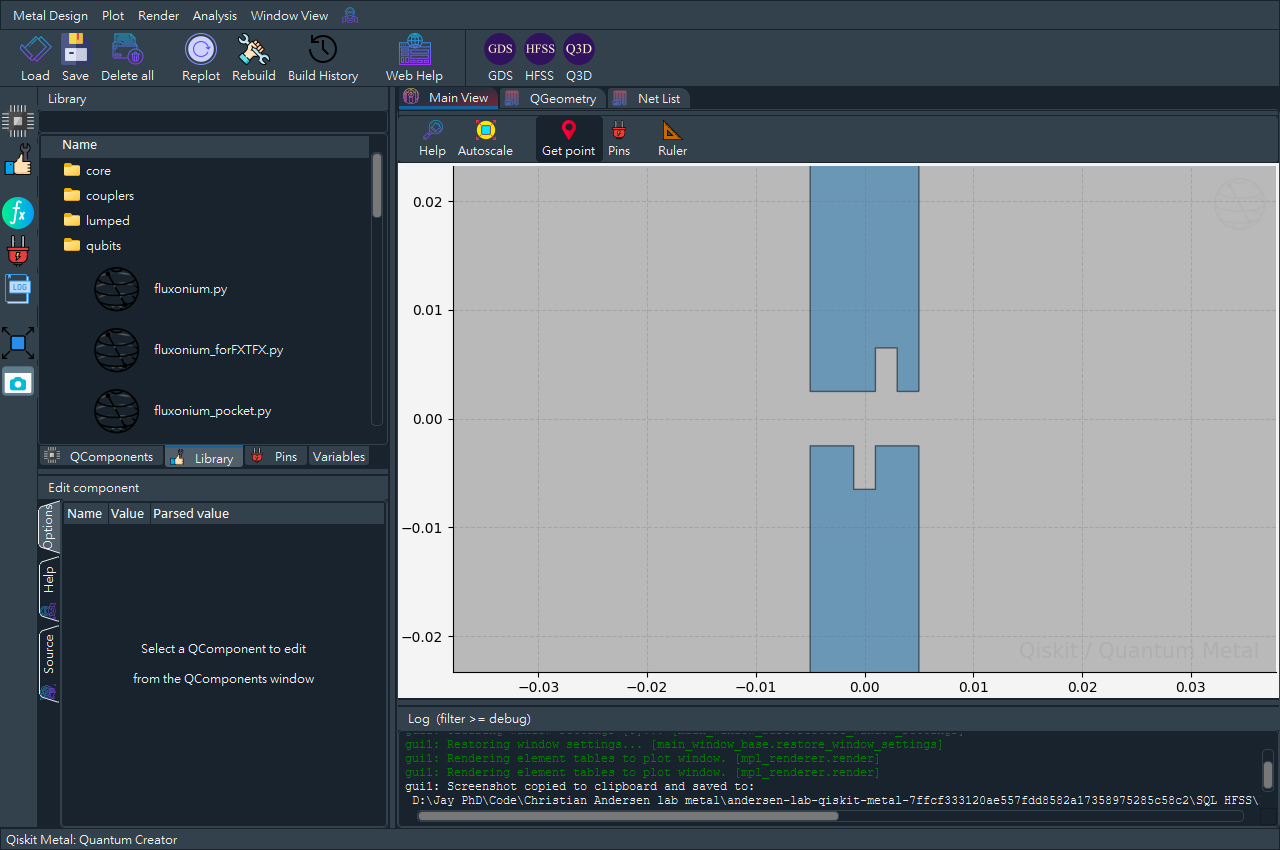 Metal Design Plot Render Analysis Window View
Load Save Delete all Replot Rebuild Build History Web Help GDS HFSS Q3D
GDS HFSS Q3D
Library
Name
core
couplers
lumped
qubits
fluxonium.py
fluxonium_forFXTFX.py
fluxonium_pocket.py
QComponents Library Pins Variables
Edit component
Options
Help
Source
Name Value Parsed value
Select a QComponent to edit
from the QComponents window
fx
LOG
Main View QGeometry Net List
Help Autoscale Get point Pins Ruler
0.02
0.01
0.00
−0.01
−0.02
−0.03 −0.02 −0.01 0.00 0.01 0.02 0.03
Qiskit / Quantum Metal
Log (filter >= debug)
gui1: Restoring window settings... [main_window_base.restore_window_settings]
gui1: Rendering element tables to plot window. [mpl_renderer.render]
gui1: Rendering element tables to plot window. [mpl_renderer.render]
gui1: Screenshot copied to clipboard and saved to:
D:\Jay PhD\Code\Christian Andersen lab metal\andersen-lab-qiskit-metal-7ffcf333120ae557fdd8582a17358975285c58c2\SQL HFSS\
Qiskit Metal: Quantum Creator